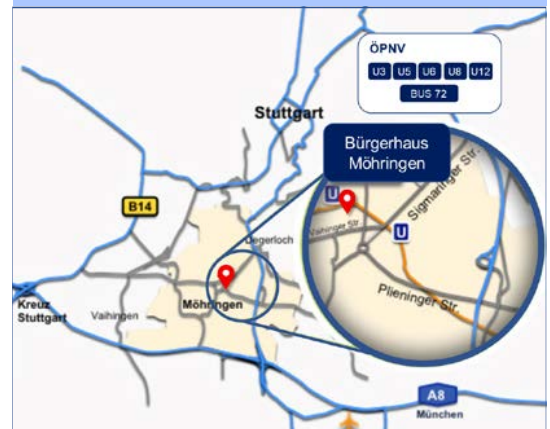 ÖPNV
U3 U5 U6 U8 U12
BUS 72
Stuttgart
Bürgerhaus
Möhringen
B14
U
Sigmaringer Str.
Degerloch
Vaihinger Str.
U
Kreuz
Stuttgart
Vaihingen
Möhringen
Plieninger Str.
A8
München